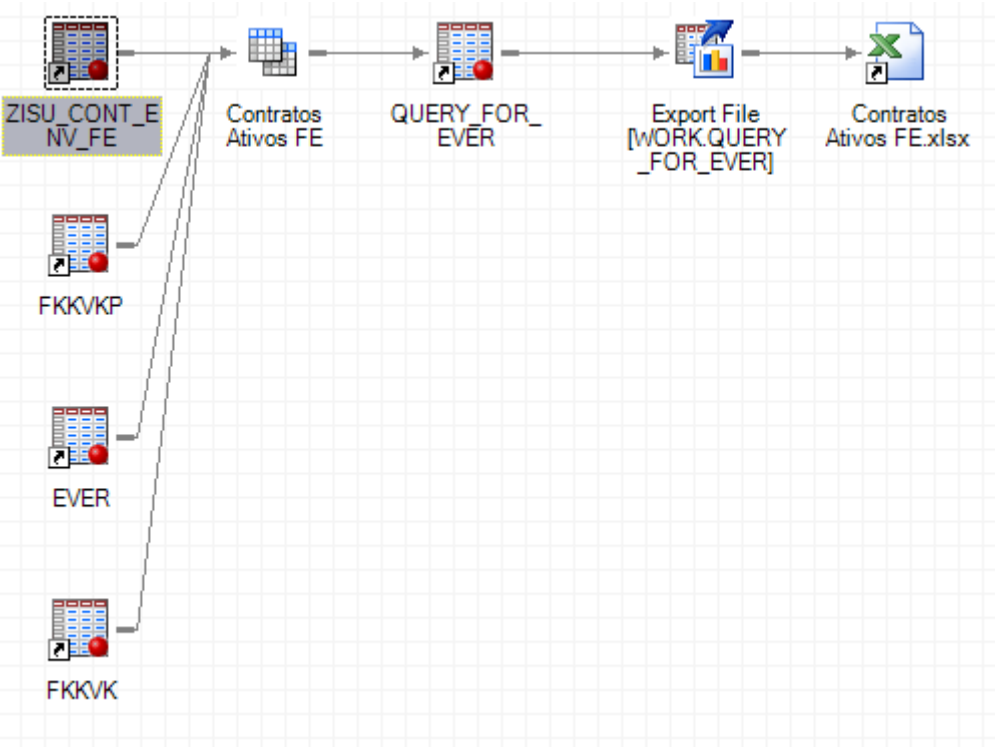 ZISU_CONT_E
NV_FE
Contratos
Ativos FE
QUERY_FOR_
EVER
Export File
[WORK.QUERY
_FOR_EVER]
Contratos
Ativos FE.xlsx
FKKVKP
EVER
FKKVK